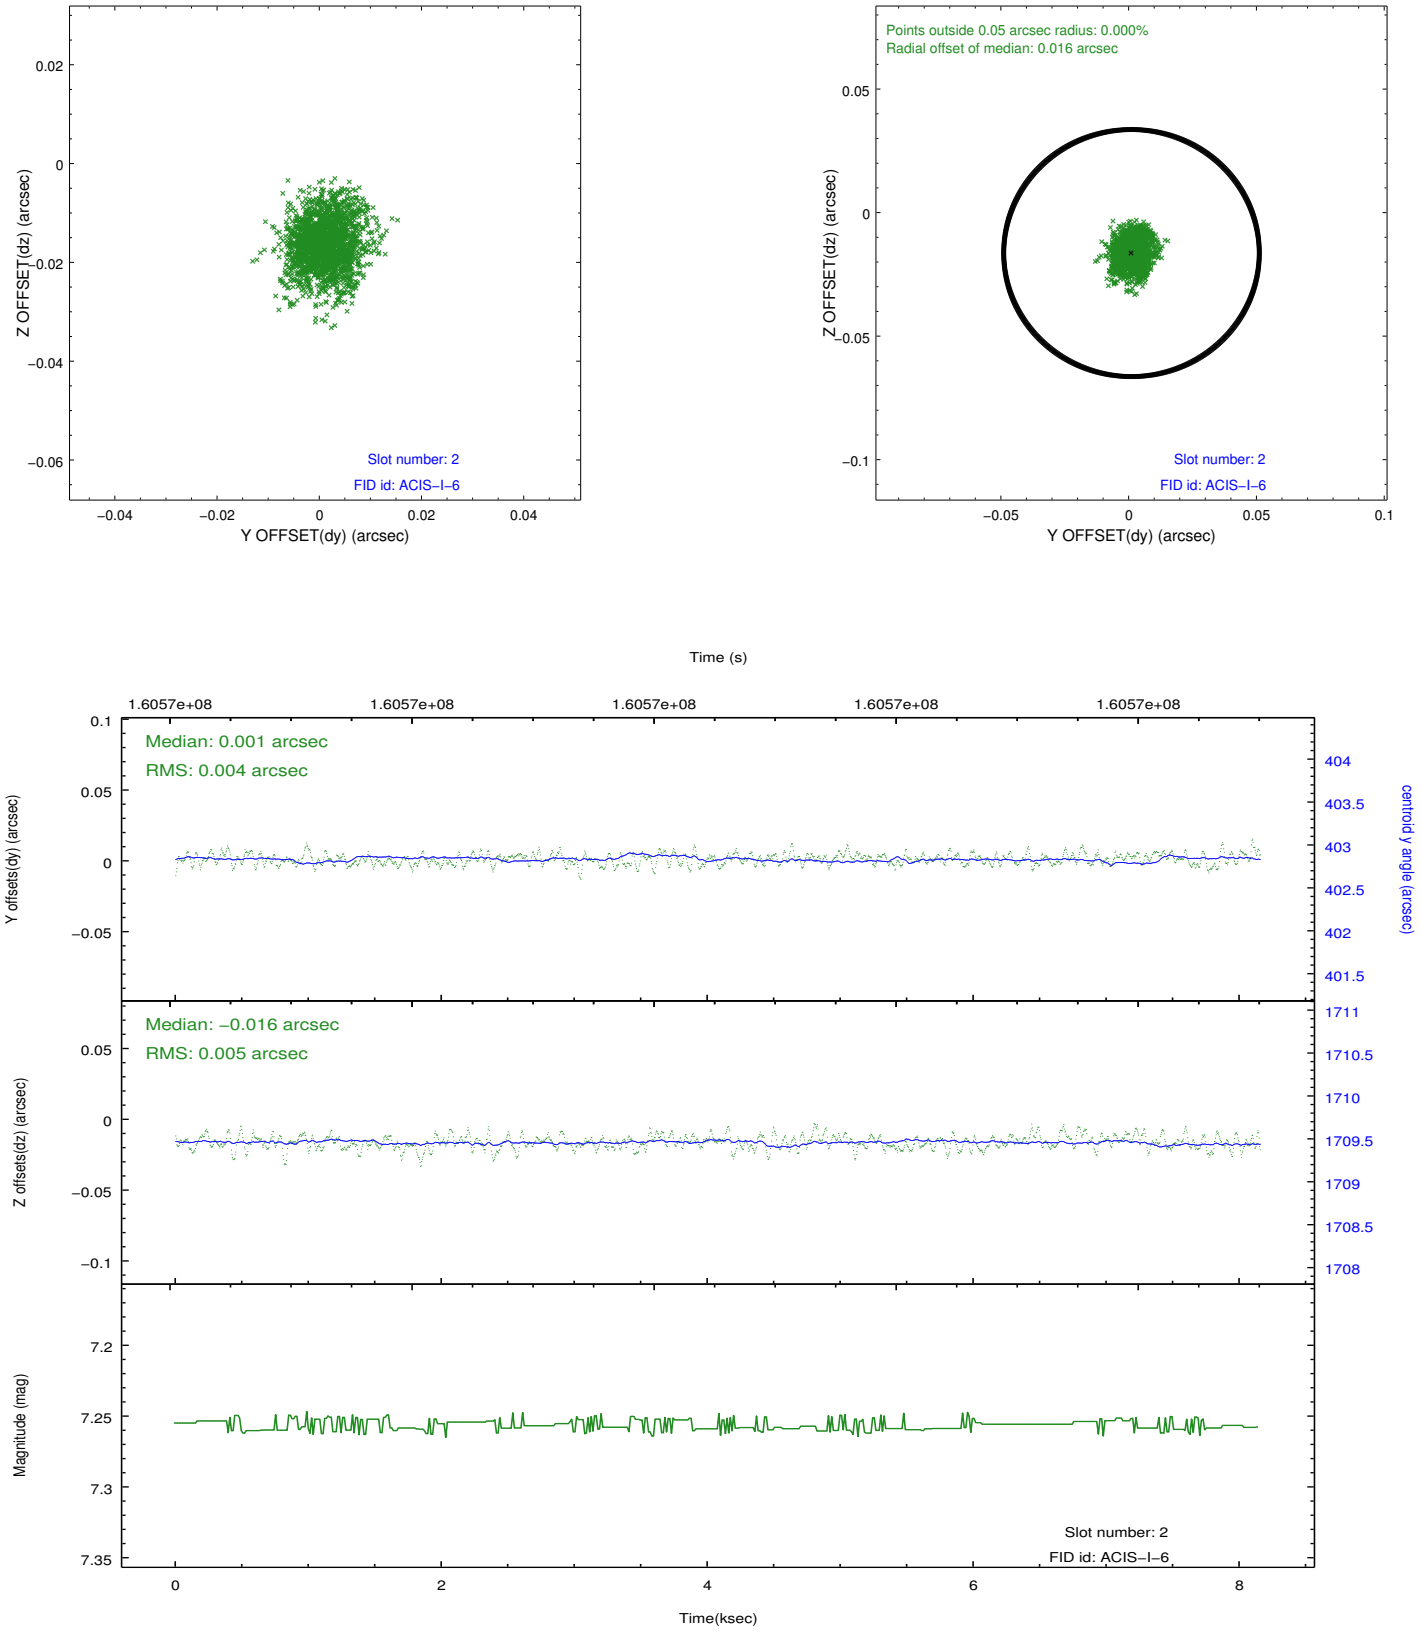 0.02
0
−0.02
−0.04
−0.06
Z OFFSET(dz) (arcsec)
Slot number: 2
FID id: ACIS−I−6
−0.04 −0.02 0 0.02 0.04
Y OFFSET(dy) (arcsec)
Points outside 0.05 arcsec radius: 0.000%
Radial offset of median: 0.016 arcsec
0.05
0
−0.05
−0.1
Z OFFSET(dz) (arcsec)
Slot number: 2
FID id: ACIS−I−6
−0.05 0 0.05 0.1
Y OFFSET(dy) (arcsec)
Time (s)
1.6057e+08 1.6057e+08 1.6057e+08 1.6057e+08 1.6057e+08
Median: 0.001 arcsec
RMS: 0.004 arcsec
0.1
0.05
0
−0.05
Y offsets(dy) (arcsec)
404
403.5
403
402.5
402
401.5
centroid y angle (arcsec)
Median: −0.016 arcsec
RMS: 0.005 arcsec
0.05
0
−0.05
−0.1
Z offsets(dz) (arcsec)
1711
1710.5
1710
1709.5
1709
1708.5
1708
7.2
7.25
7.3
7.35
Magnitude (mag)
Slot number: 2
FID id: ACIS−I−6
0 2 4 6 8
Time(ksec)